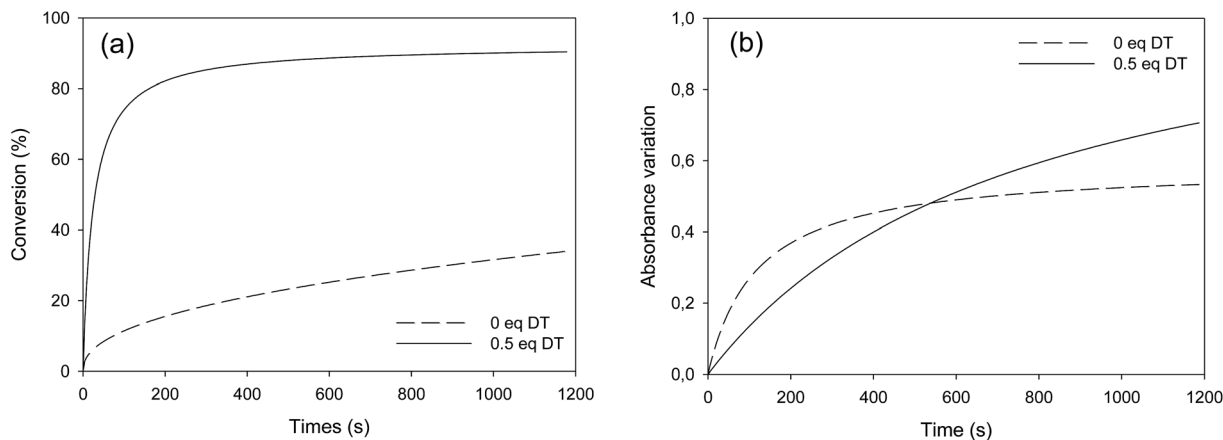 (a)
Conversion (%)
100
80
60
40
20
0
0 200 400 600 800 1000 1200
Times (s)
0 eq DT
0.5 eq DT
(b)
Absorbance variation
1,0
0,8
0,6
0,4
0,2
0,0
0 200 400 600 800 1000 1200
Time (s)
0 eq DT
0.5 eq DT